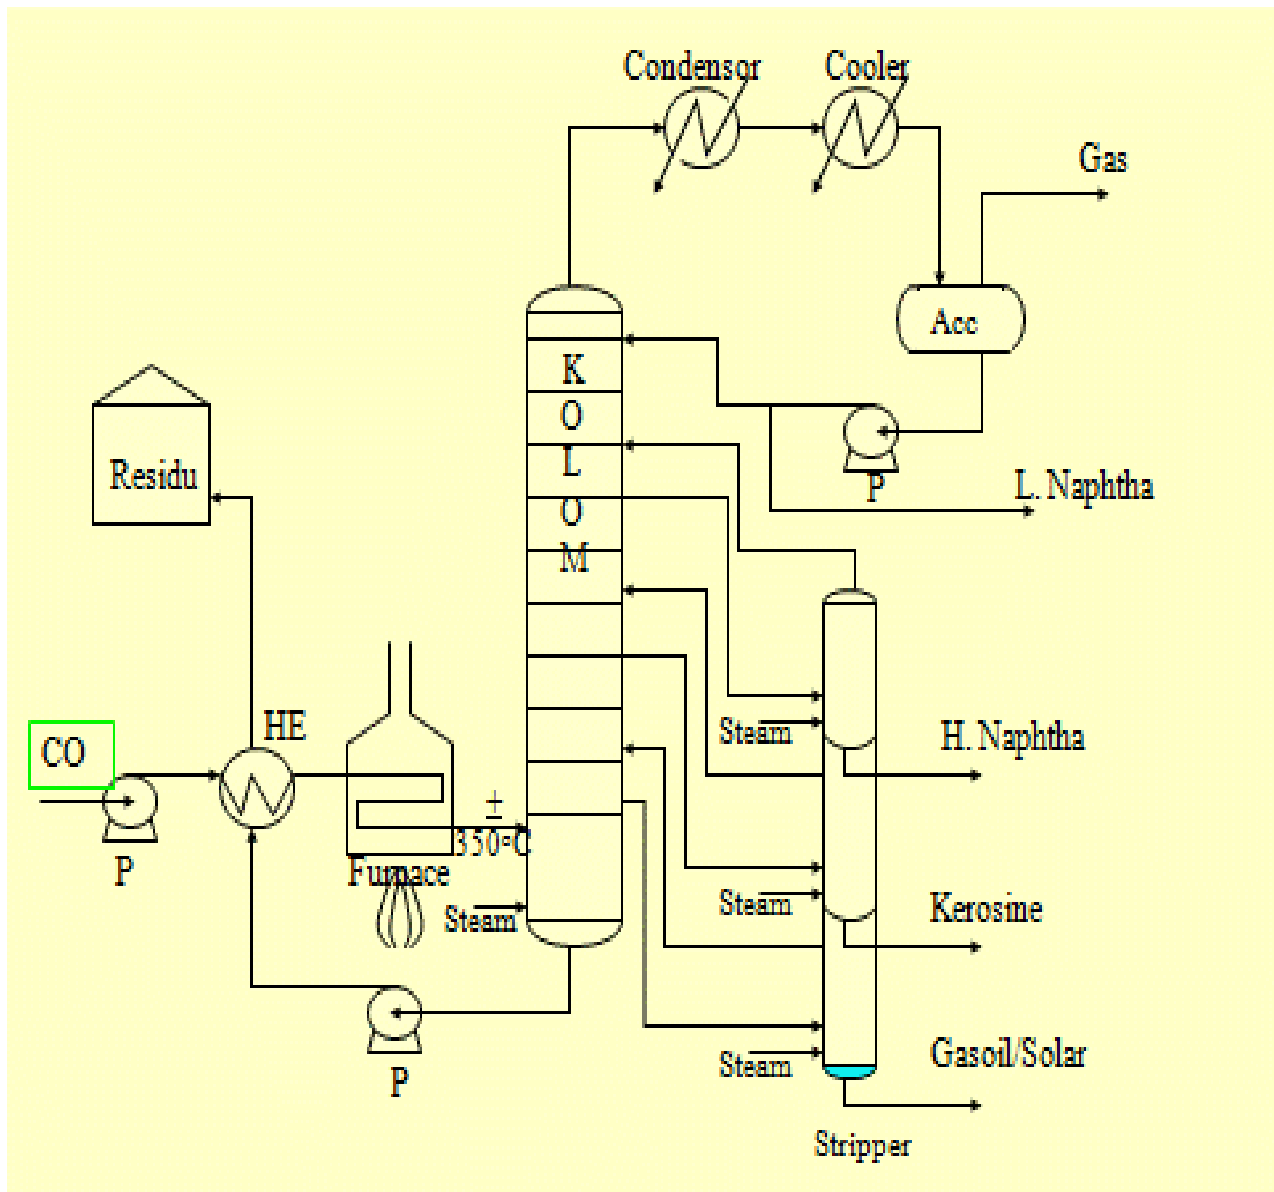 Condensor
Cooler
Gas
Acc
K
O
L
O
M
P
L. Naphtha
Residu
CO
HE
P
Furnace
±
350°C
Steam
P
Steam
H. Naphtha
Steam
Kerosine
Steam
Gasoil/Solar
Stripper